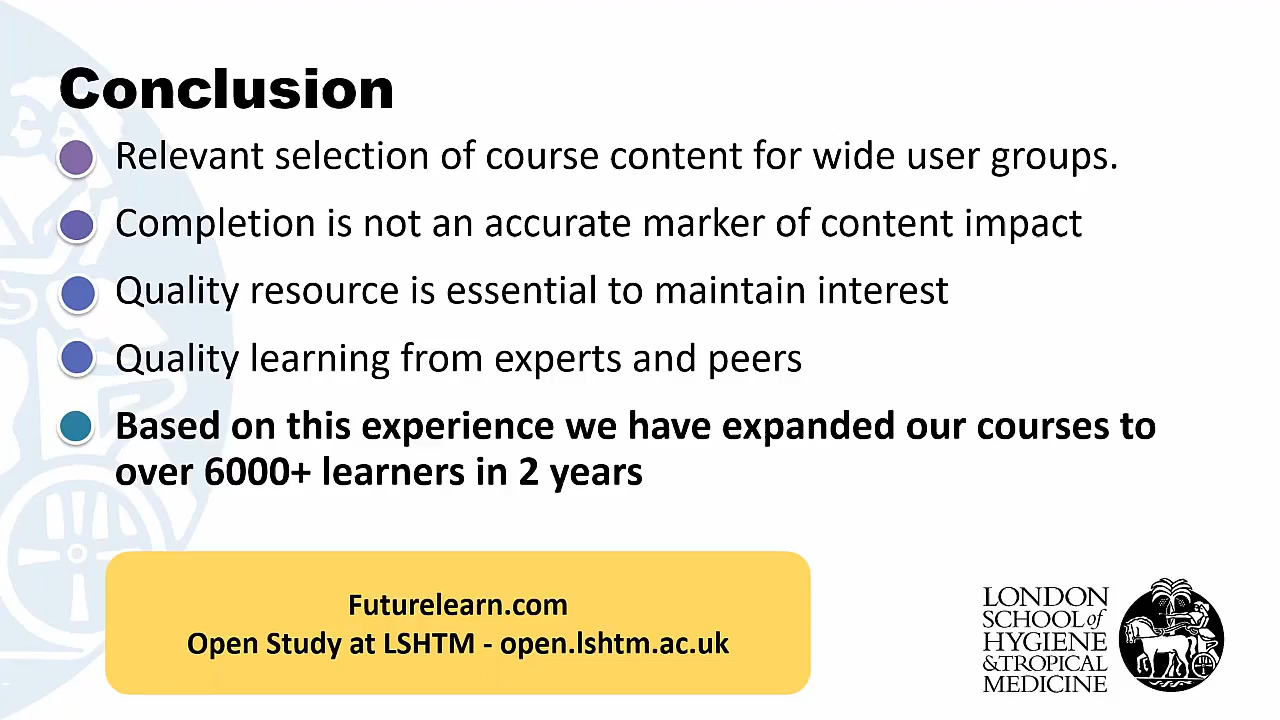 Conclusion
Relevant selection of course content for wide user groups.
Completion is not an accurate marker of content impact
Quality resource is essential to maintain interest
Quality learning from experts and peers
Based on this experience we have expanded our courses to
over 6000+ learners in 2 years
Futurelearn.com
Open Study at LSHTM - open.lshtm.ac.uk
LONDON
SCHOOL of
HYGIENE
&TROPICAL
MEDICINE